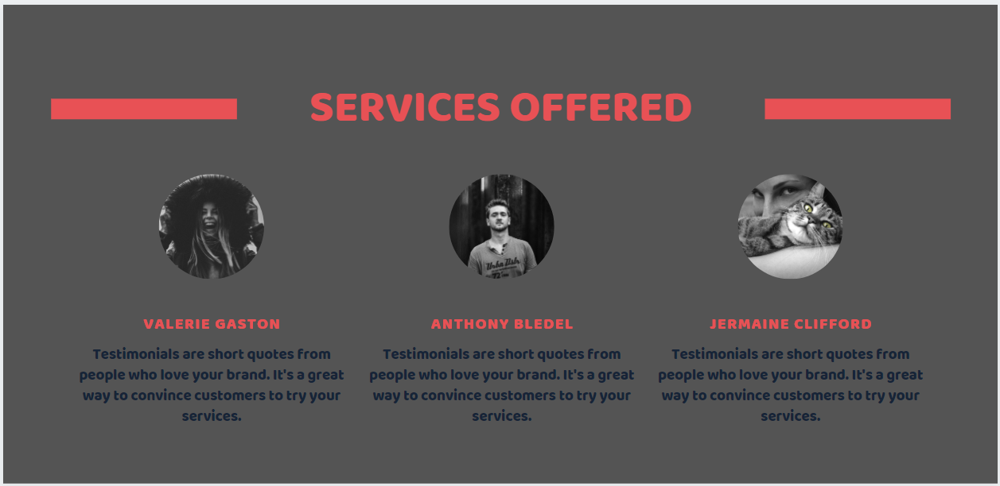 SERVICES OFFERED
VALERIE GASTON
ANTHONY BLEDEL
JERMAINE CLIFFORD
Testimonials are short quotes from
people who love your brand. It's a great
way to convince customers to try your
services.
Testimonials are short quotes from
people who love your brand. It's a great
way to convince customers to try your
services.
Testimonials are short quotes from
people who love your brand. It's a great
way to convince customers to try your
services.